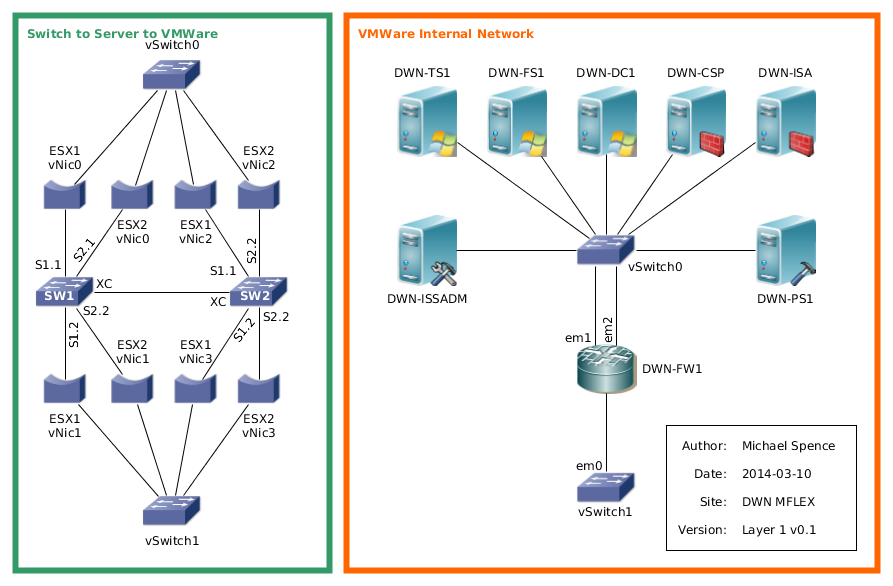 Switch to Server to VMWare
vSwitch0
ESX1
vNic0
ESX2
vNic2
ESX2
vNic0
ESX1
vNic2
S2.1
S2.2
S1.1
S1.1
XC
SW1
SW2
XC
S2.2
S2.2
S1.2
S1.2
ESX2
vNic1
ESX1
vNic3
ESX1
vNic1
ESX2
vNic3
vSwitch1
VMWare Internal Network
DWN-TS1
DWN-FS1
DWN-DC1
DWN-CSP
DWN-ISA
vSwitch0
DWN-ISSADM
DWN-PS1
em1
em2
DWN-FW1
em0
vSwitch1
Author: Michael Spence
Date: 2014-03-10
Site: DWN MFLEX
Version: Layer 1 v0.1